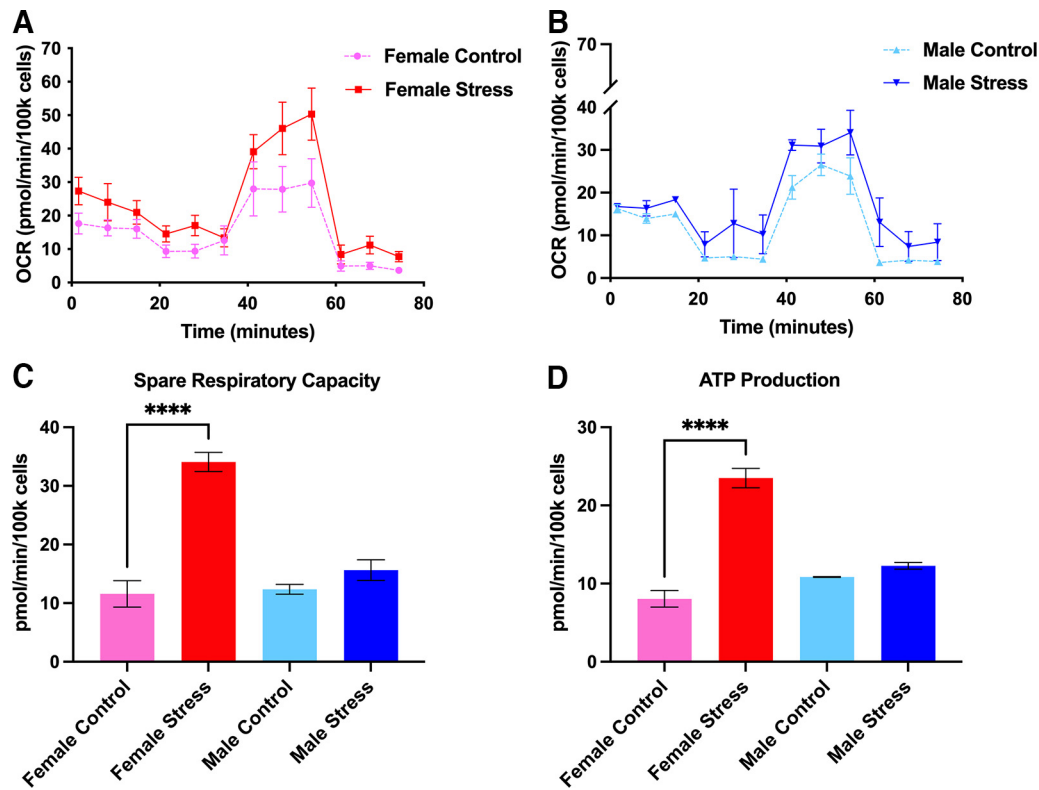 A
OCR (pmol/min/100k cells)
70
60
50
40
30
20
10
0
0
20
40
60
80
Time (minutes)
Female Control
Female Stress
B
OCR (pmol/min/100k cells)
70
40
30
20
10
0
0
20
40
60
80
Time (minutes)
Male Control
Male Stress
C
Spare Respiratory Capacity
****
pmol/min/100k cells
40
30
20
10
0
Female Control
Female Stress
Male Control
Male Stress
D
ATP Production
****
pmol/min/100k cells
30
20
10
0
Female Control
Female Stress
Male Control
Male Stress